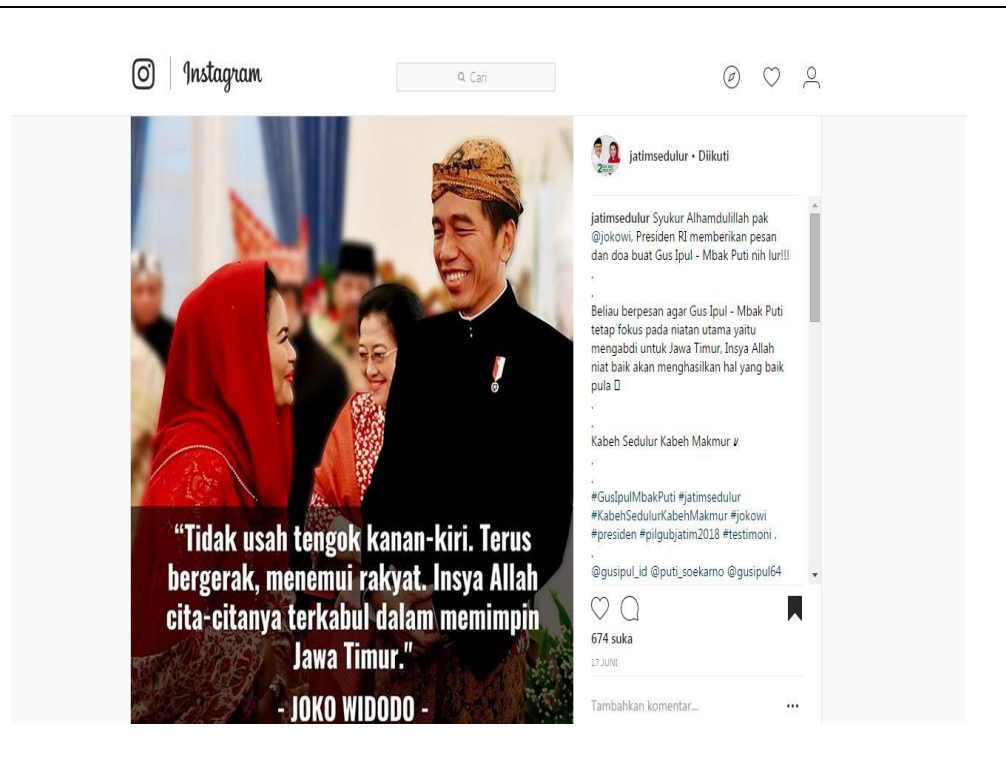 Instagram
Cari
jatimsedulur • Diikuti
jatimsedulur Syukur Alhamdulillah pak
@jokowi, Presiden RI memberikan pesan
dan doa buat Gus Ipul - Mbak Puti nih lur!!!
.
.
Beliau berpesan agar Gus Ipul - Mbak Puti
tetap fokus pada niatan utama yaitu
mengabdi untuk Jawa Timur, Insya Allah
niat baik akan menghasilkan hal yang baik
pula
.
.
Kabeh Sedulur Kabeh Makmur
.
.
#GusIpulMbakPuti #jatimsedulur
#KabehSedulurKabehMakmur #jokowi
#presiden #pilgubjatim2018 #testimoni .
.
@gusipul_id @puti_soekarno @gusipul64
674 suka
17 JUNI
Tambahkan komentar...
“Tidak usah tengok kanan-kiri. Terus
bergerak, menemui rakyat. Insya Allah
cita-citanya terkabul dalam memimpin
Jawa Timur."
- JOKO WIDODO -